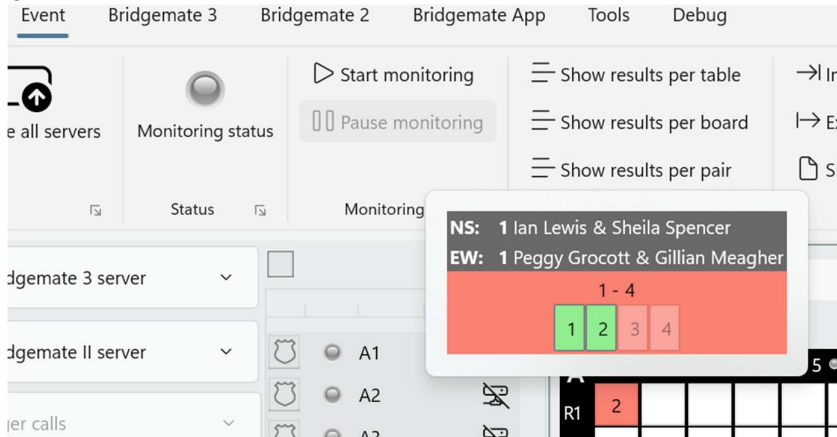 Event Bridgemate 3 Bridgemate 2 Bridgemate App Tools Debug
Start monitoring
Show results per table
e all servers
Monitoring status
Pause monitoring
Show results per board
Show results per pair
Status
Monitoring
NS: 1 Ian Lewis & Sheila Spencer
EW: 1 Peggy Grocott & Gillian Meagher
1 - 4
1 2 3 4
dgemate 3 server
dgemate II server
A1
5
A2
R1 2
ger calls